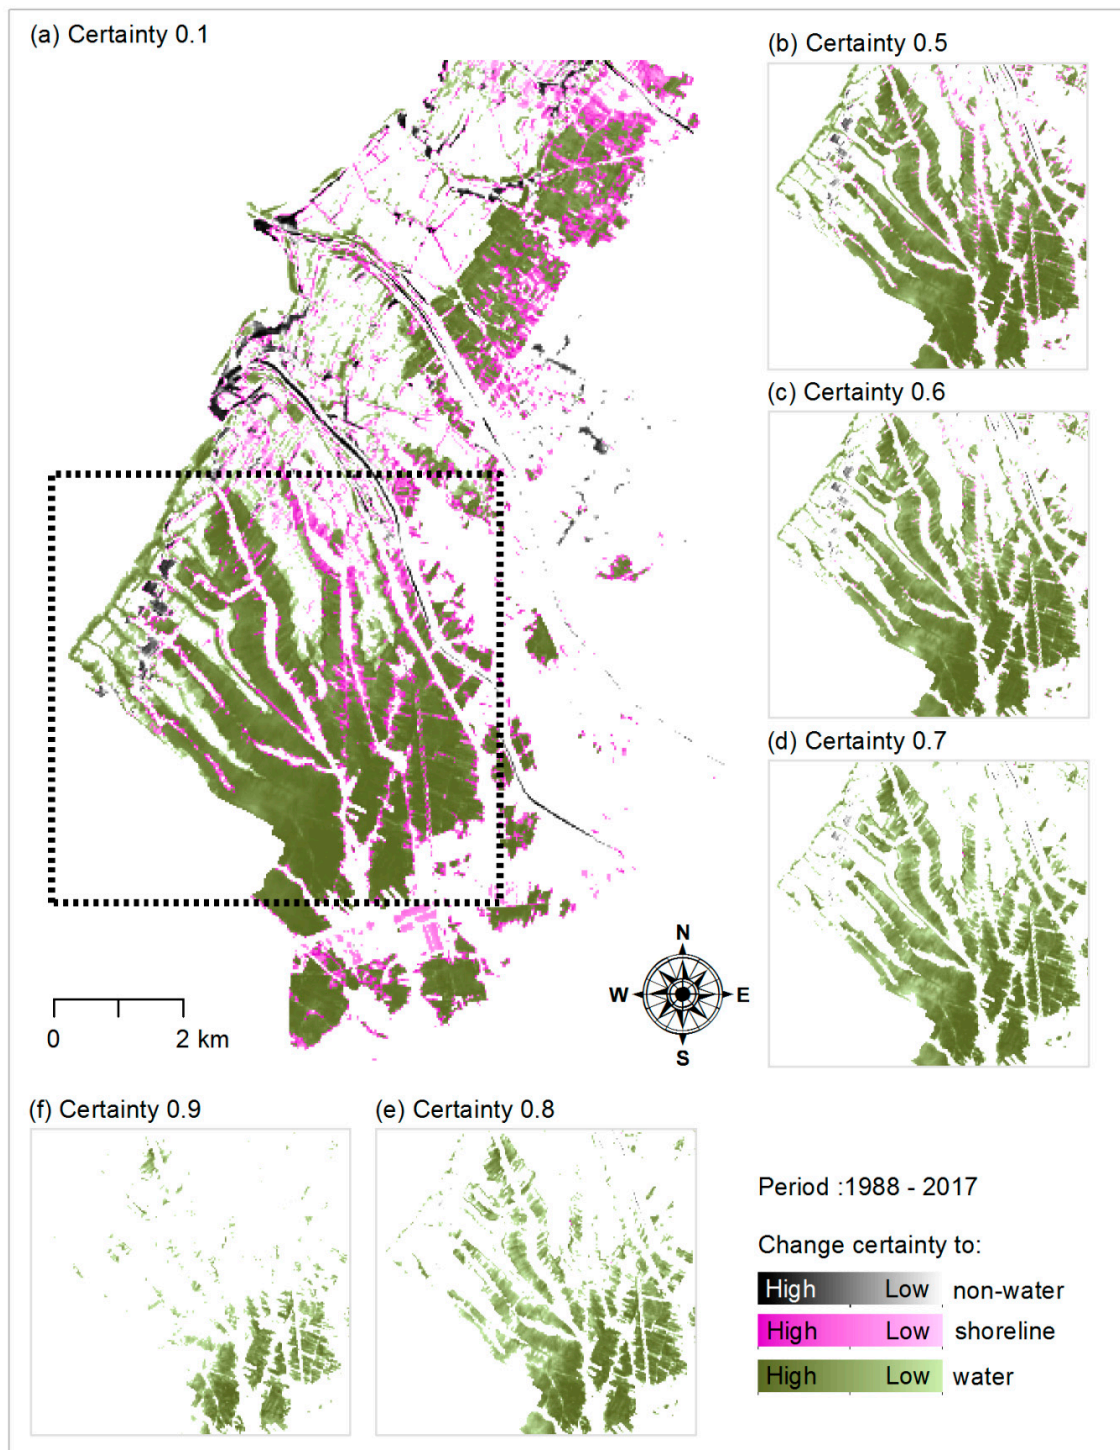 (a) Certainty 0.1
(b) Certainty 0.5
(c) Certainty 0.6
(d) Certainty 0.7
N
W E
S
0 2 km
(f) Certainty 0.9
(e) Certainty 0.8
Period :1988 - 2017
Change certainty to:
High Low non-water
High Low shoreline
High Low water